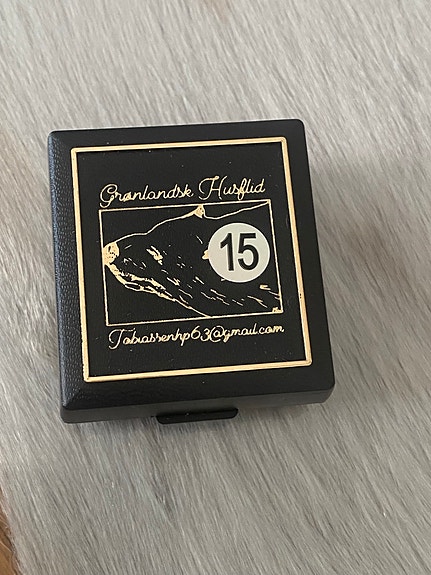 Grønlandsk Husflid
15
Tobiassenhp63@gmail.com